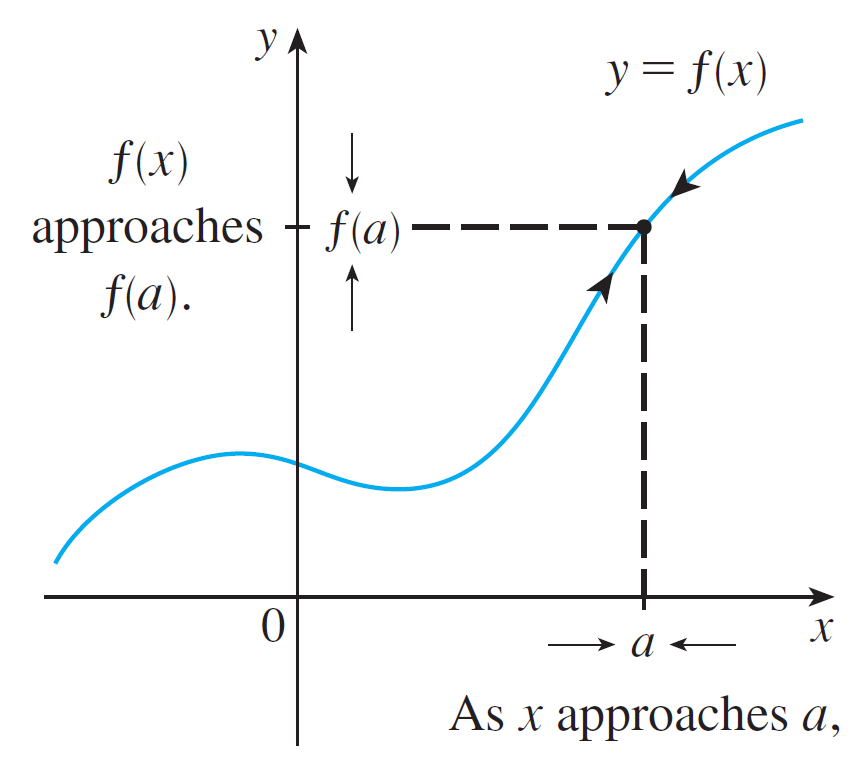 y
y = f(x)
f(x)
approaches
f(a).
f(a)
0
a
x
As x approaches a,